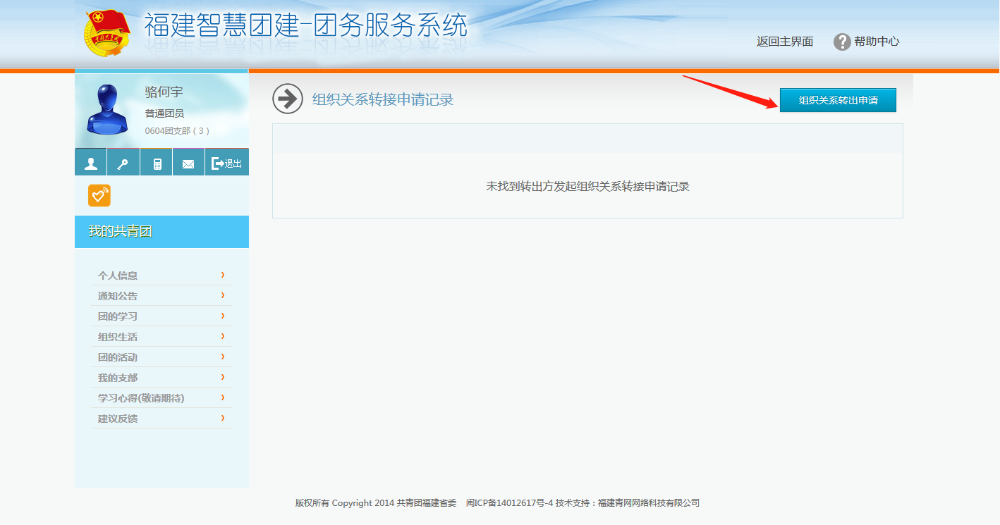 福建智慧团建-团务服务系统
返回主界面
帮助中心
骆何宇
普通团员
0604团支部（3）
退出
组织关系转接申请记录
组织关系转出申请
未找到转出方发起组织关系转接申请记录
我的共青团
个人信息
通知公告
团的学习
组织生活
团的活动
我的支部
学习心得(敬请期待)
建议反馈
版权所有 Copyright 2014 共青团福建省委 闽ICP备14012617号-4 技术支持：福建青网网络科技有限公司